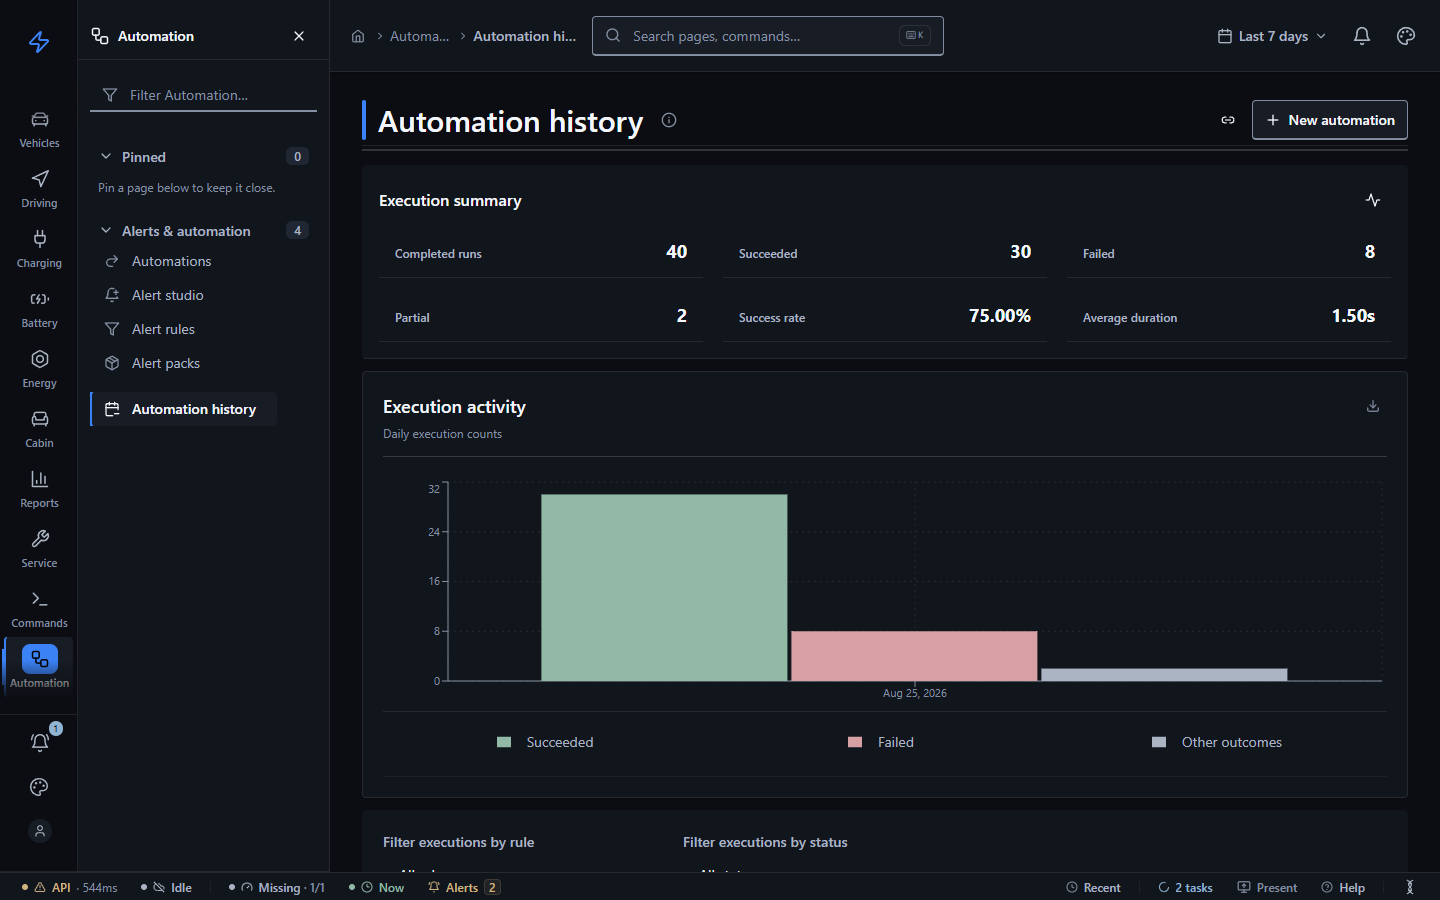 Automation
Automa...
Automation hi...
Search pages, commands...
K
Last 7 days
Filter Automation...
Pinned
0
Pin a page below to keep it close.
Alerts & automation
4
Automations
Alert studio
Alert rules
Alert packs
Automation history
Vehicles
Driving
Charging
Battery
Energy
Cabin
Reports
Service
Commands
Automation
1
Automation history
New automation
Execution summary
Completed runs 40
Succeeded 30
Failed 8
Partial 2
Success rate 75.00%
Average duration 1.50s
Execution activity
Daily execution counts
32
24
16
8
0
Aug 25, 2026
Succeeded
Failed
Other outcomes
Filter executions by rule
Filter executions by status
API · 544ms
Idle
Missing · 1/1
Now
Alerts 2
Recent
2 tasks
Present
Help